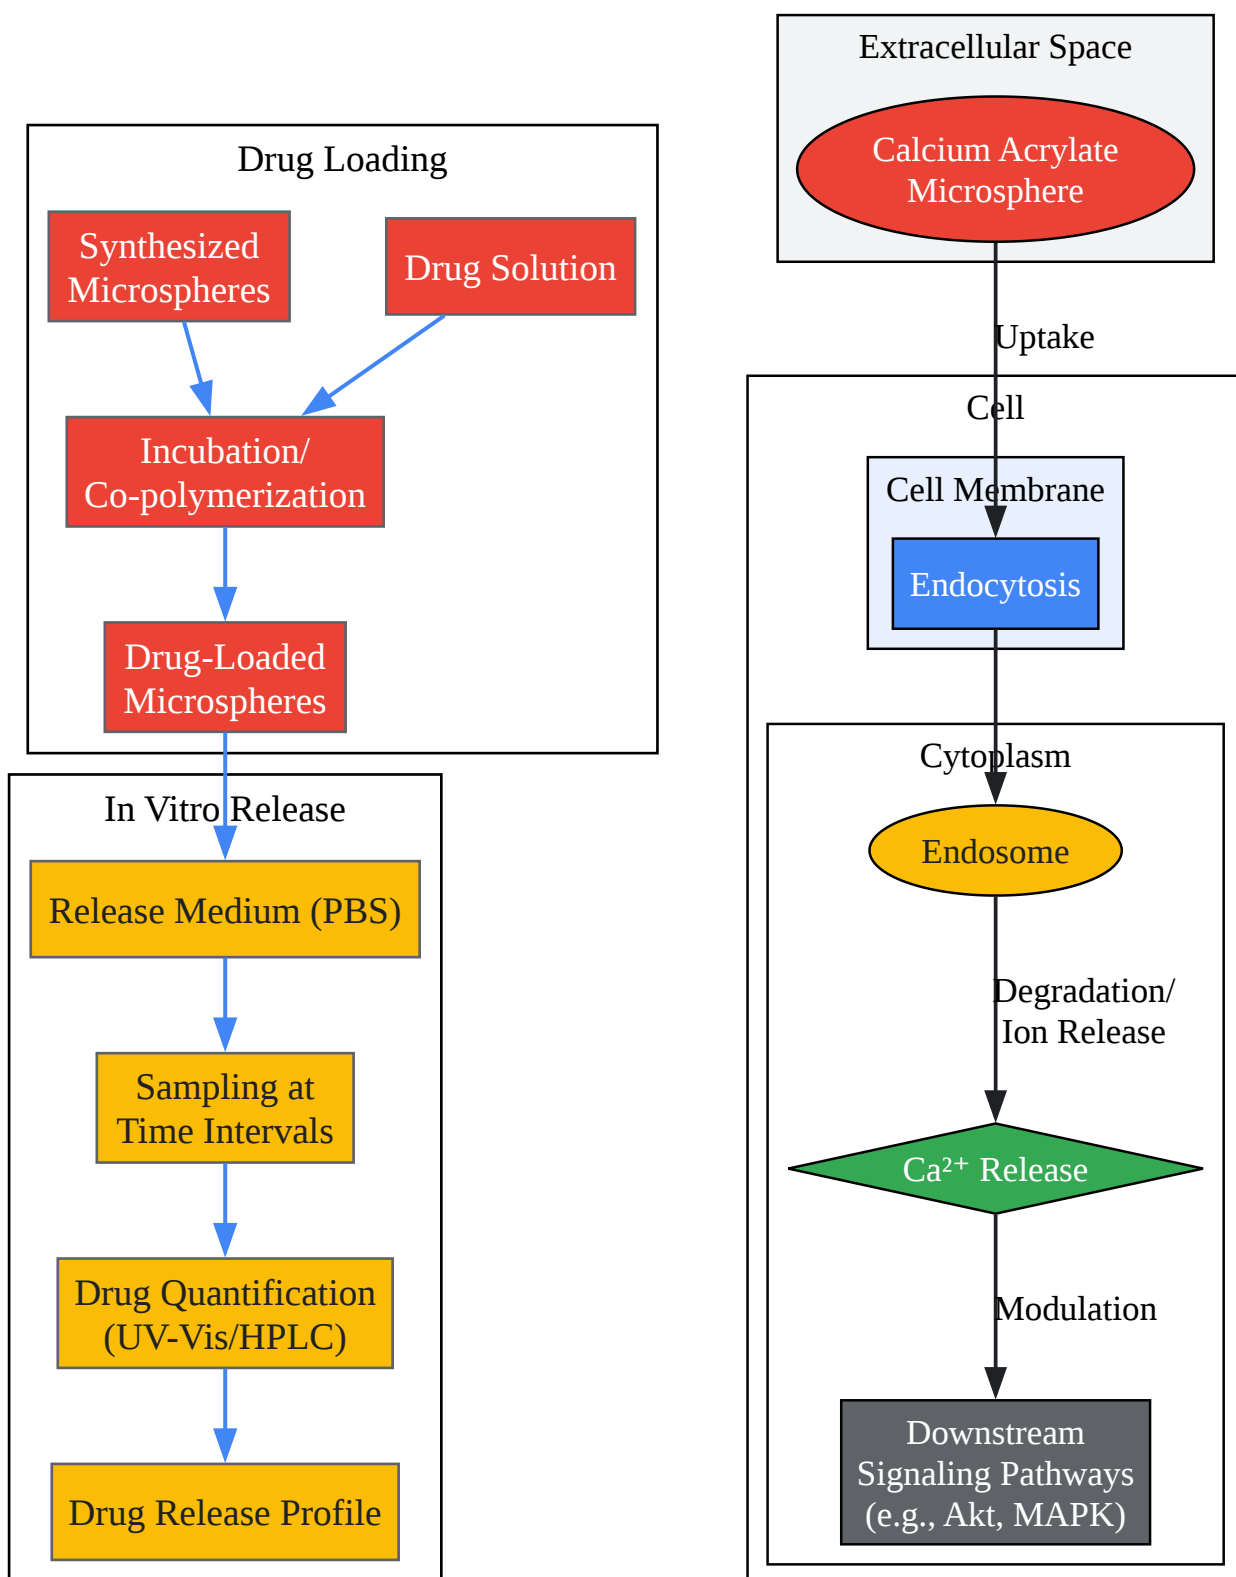 Drug Loading
Synthesized
Microspheres
Drug Solution
Incubation/
Co-polymerization
Drug-Loaded
Microspheres
In Vitro Release
Release Medium (PBS)
Sampling at
Time Intervals
Drug Quantification
(UV-Vis/HPLC)
Drug Release Profile
Extracellular Space
Calcium Acrylate
Microsphere
Uptake
Cell
Cell Membrane
Endocytosis
Cytoplasm
Endosome
Degradation/
Ion Release
Ca²⁺ Release
Modulation
Downstream
Signaling Pathways
(e.g., Akt, MAPK)